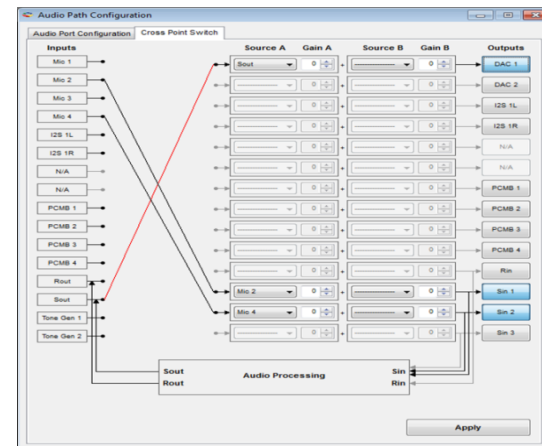 Audio Path Configuration
Audio Port Configuration Cross Point Switch
Inputs Source A Gain A Source B Gain B Outputs
Mic 1 Sout 0 + 0 DAC 1
Mic 2 0 + 0 DAC 2
Mic 3 0 + 0 I2S 1L
Mic 4 0 + 0 I2S 1R
I2S 1L 0 + 0 N/A
I2S 1R 0 + 0 N/A
N/A 0 + 0 PCMB 1
N/A 0 + 0 PCMB 2
PCMB 1 0 + 0 PCMB 3
PCMB 2 0 + 0 PCMB 4
PCMB 3 0 + 0 Rin
PCMB 4 Mic 2 0 + 0 Sin 1
Rout Mic 4 0 + 0 Sin 2
Sout 0 + 0 Sin 3
Tone Gen 1
Tone Gen 2
Sout Audio Processing Sin
Rout Rin
Apply